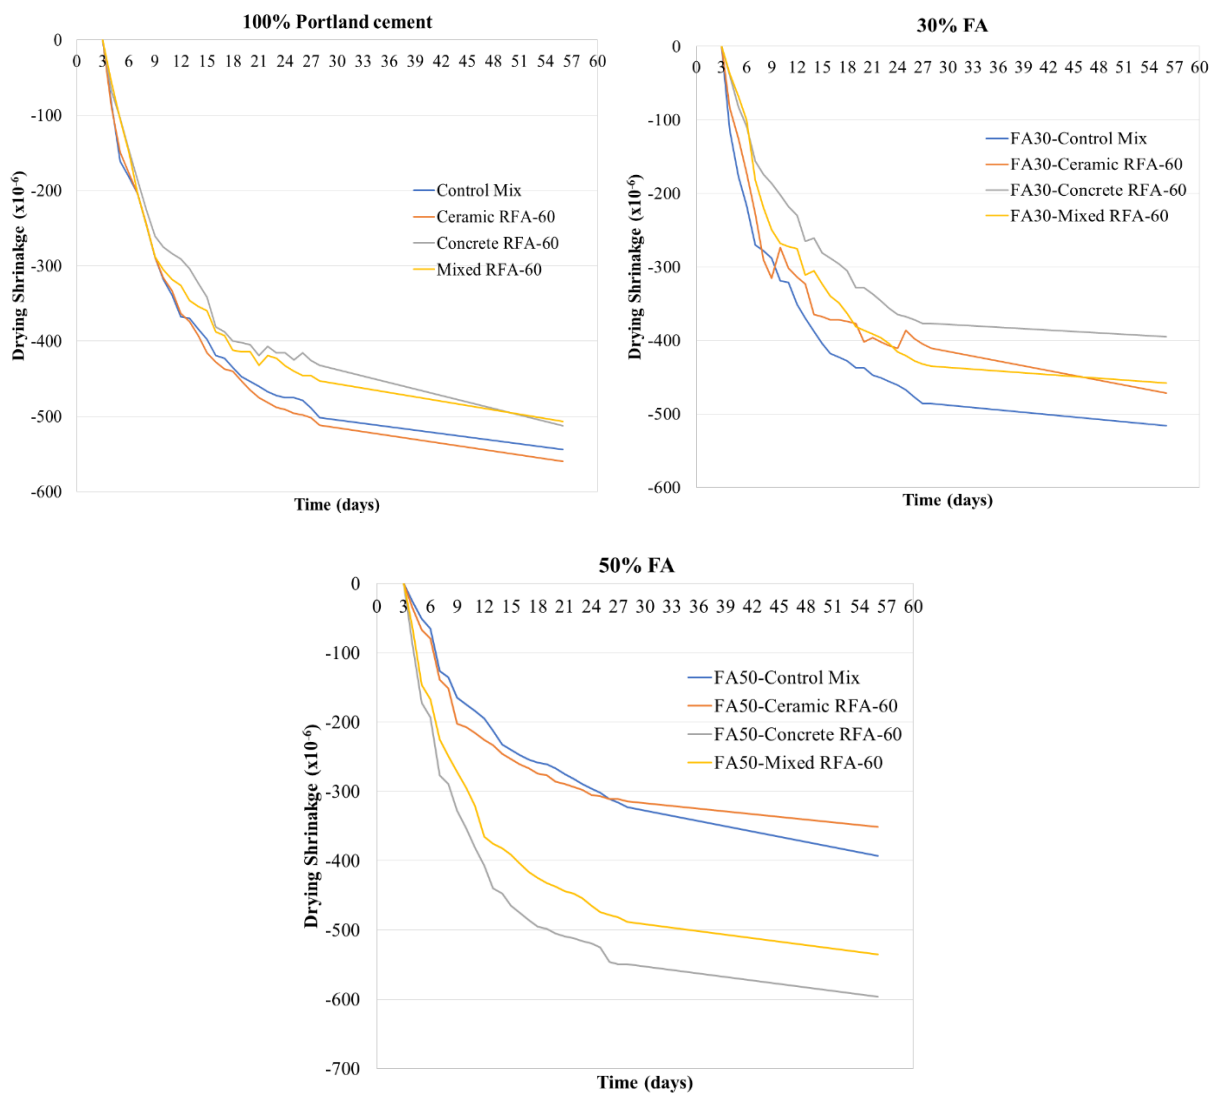 100% Portland cement
0
0 3 6 9 12 15 18 21 24 27 30 33 36 39 42 45 48 51 54 57 60
-100
-200
-300
-400
-500
-600
Drying Shrinakge (x10⁻⁶)
Control Mix
Ceramic RFA-60
Concrete RFA-60
Mixed RFA-60
Time (days)
30% FA
0
0 3 6 9 12 15 18 21 24 27 30 33 36 39 42 45 48 51 54 57 60
-100
-200
-300
-400
-500
-600
Drying Shrinakge (x10⁻⁶)
FA30-Control Mix
FA30-Ceramic RFA-60
FA30-Concrete RFA-60
FA30-Mixed RFA-60
Time (days)
50% FA
0
0 3 6 9 12 15 18 21 24 27 30 33 36 39 42 45 48 51 54 57 60
-100
-200
-300
-400
-500
-600
-700
Drying Shrinakge (x10⁻⁶)
FA50-Control Mix
FA50-Ceramic RFA-60
FA50-Concrete RFA-60
FA50-Mixed RFA-60
Time (days)